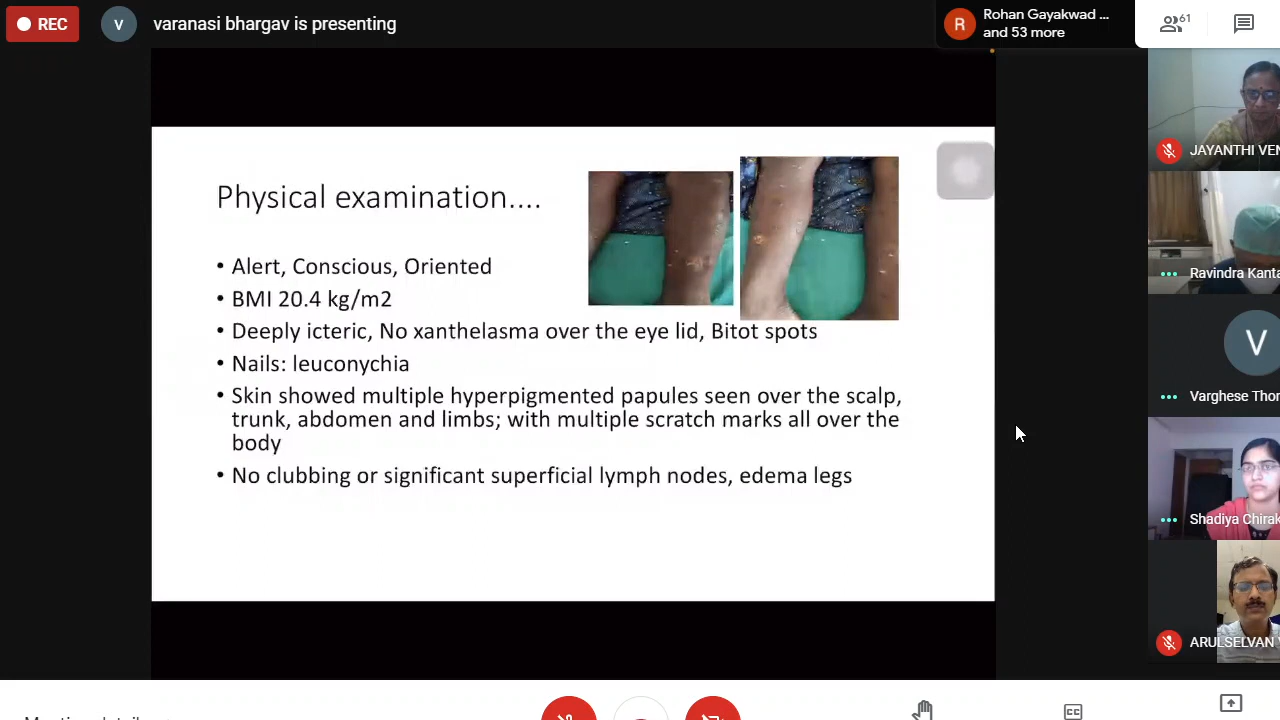 REC
V
varanasi bhargav is presenting
R
Rohan Gayakwad ...
and 53 more
61
JAYANTHI VEN
Physical examination....
• Alert, Conscious, Oriented
• BMI 20.4 kg/m2
• Deeply icteric, No xanthelasma over the eye lid, Bitot spots
• Nails: leuconychia
• Skin showed multiple hyperpigmented papules seen over the scalp,
trunk, abdomen and limbs; with multiple scratch marks all over the
body
• No clubbing or significant superficial lymph nodes, edema legs
Ravindra Kanta
V
Varghese Thor
Shadiya Chirak
ARULSELVAN V
CC